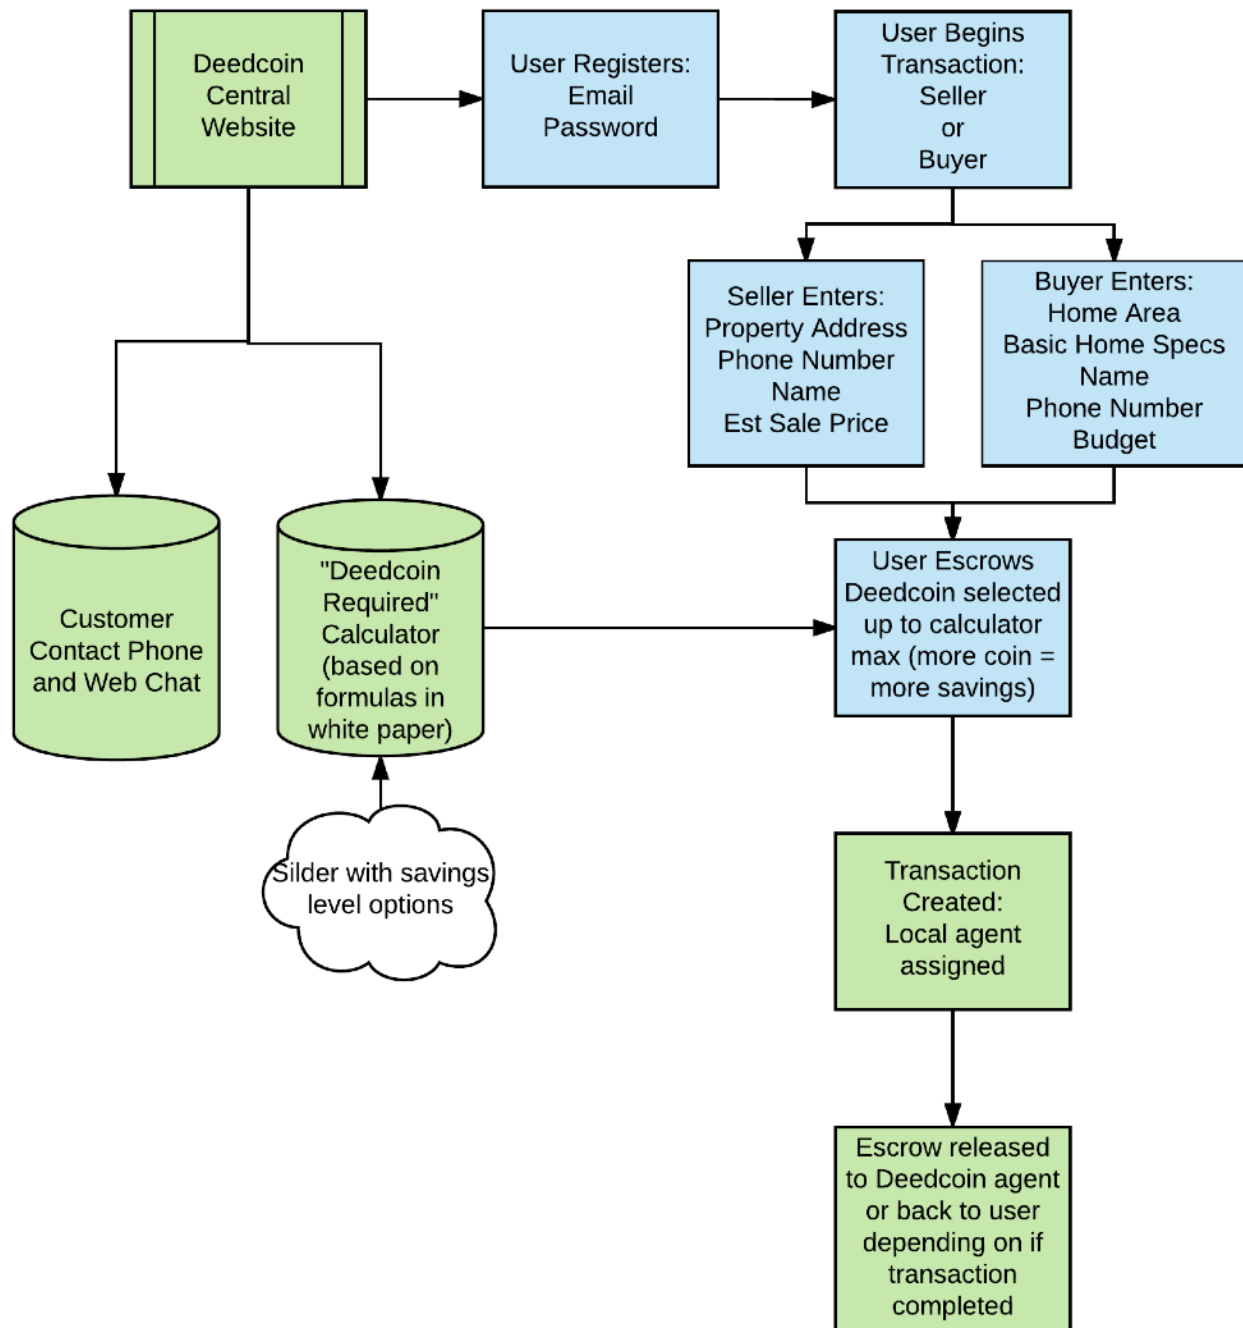 Deedcoin
Central
Website
User Registers:
Email
Password
User Begins
Transaction:
Seller
or
Buyer
Seller Enters:
Property Address
Phone Number
Name
Est Sale Price
Buyer Enters:
Home Area
Basic Home Specs
Name
Phone Number
Budget
Customer
Contact Phone
and Web Chat
"Deedcoin
Required"
Calculator
(based on
formulas in
white paper)
User Escrows
Deedcoin selected
up to calculator
max (more coin =
more savings)
Silder with savings
level options
Transaction
Created:
Local agent
assigned
Escrow released
to Deedcoin agent
or back to user
depending on if
transaction
completed